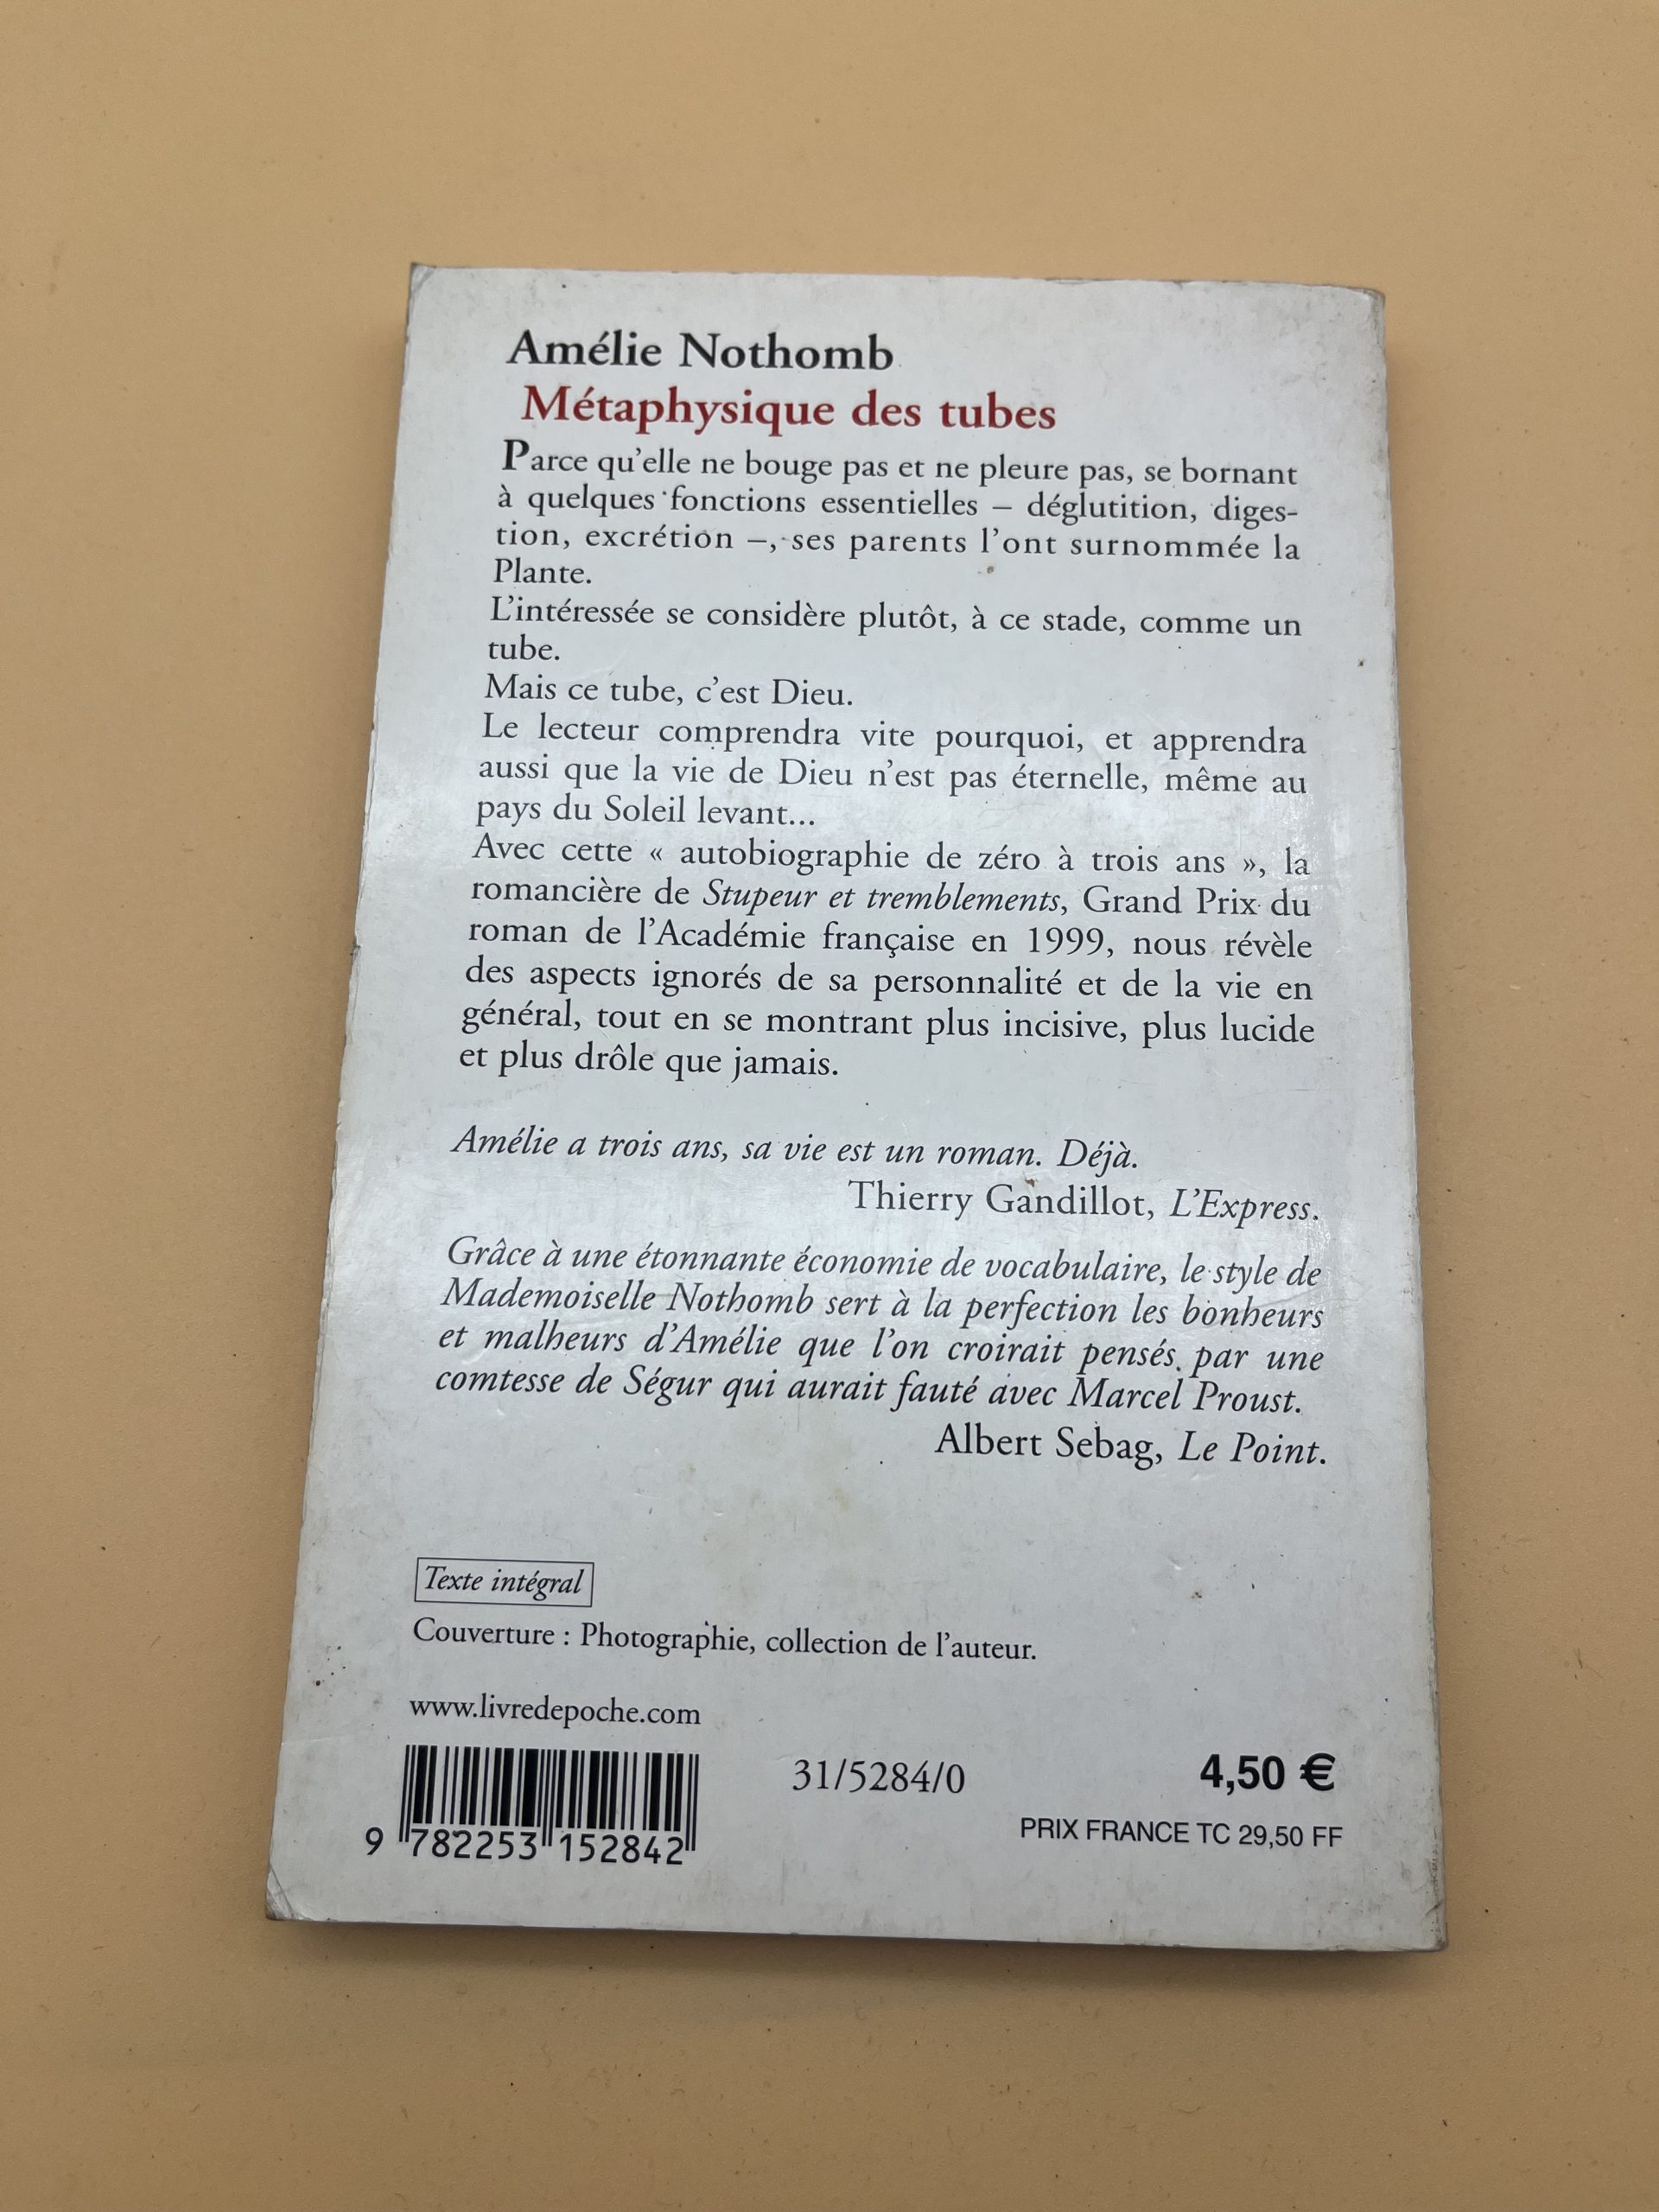 Amélie Nothomb
Métaphysique des tubes
Parce qu'elle ne bouge pas et ne pleure pas, se bornant
à quelques fonctions essentielles – déglutition, diges-
tion, excrétion –, ses parents l'ont surnommée la
Plante.
L'intéressée se considère plutôt, à ce stade, comme un
tube.
Mais ce tube, c'est Dieu.
Le lecteur comprendra vite pourquoi, et apprendra
aussi que la vie de Dieu n'est pas éternelle, même au
pays du Soleil levant...
Avec cette « autobiographie de zéro à trois ans », la
romancière de Stupeur et tremblements, Grand Prix du
roman de l'Académie française en 1999, nous révèle
des aspects ignorés de sa personnalité et de la vie en
général, tout en se montrant plus incisive, plus lucide
et plus drôle que jamais.
Amélie a trois ans, sa vie est un roman. Déjà.
Thierry Gandillot, L'Express.
Grâce à une étonnante économie de vocabulaire, le style de
Mademoiselle Nothomb sert à la perfection les bonheurs
et malheurs d'Amélie que l'on croirait pensés par une
comtesse de Ségur qui aurait fauté avec Marcel Proust.
Albert Sebag, Le Point.
Texte intégral
Couverture : Photographie, collection de l'auteur.
www.livredepoche.com
31/5284/0
4,50 €
9 782253 152842
PRIX FRANCE TC 29,50 FF